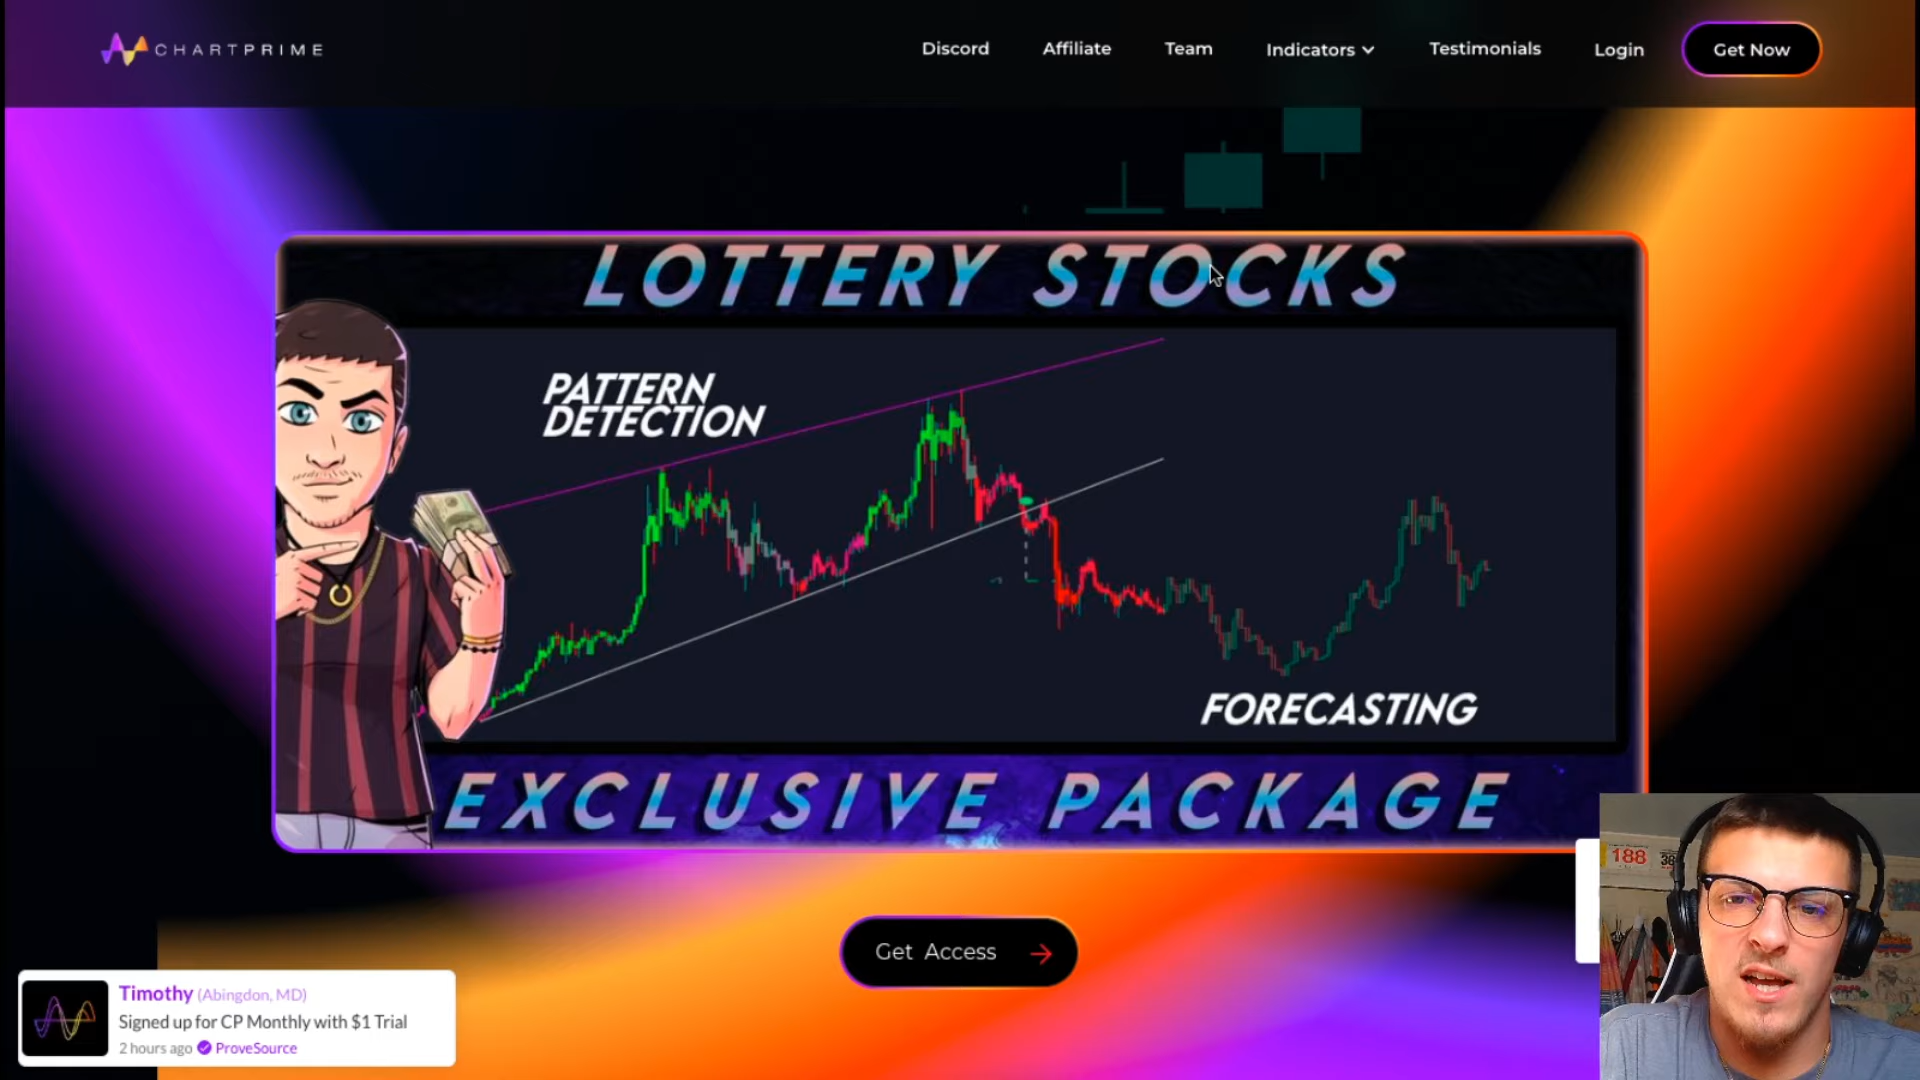 CHARTPRIME
Discord
Affiliate
Team
Indicators
Testimonials
Login
Get Now
LOTTERY STOCKS
PATTERN
DETECTION
FORECASTING
EXCLUSIVE PACKAGE
Get Access
Timothy (Abingdon, MD)
Signed up for CP Monthly with $1 Trial
2 hours ago ProveSource
188